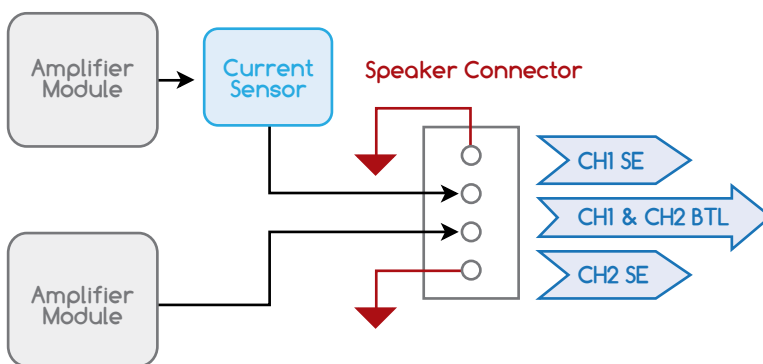 Amplifier
Module
Current
Sensor
Speaker Connector
CH1 SE
CH1 & CH2 BTL
CH2 SE
Amplifier
Module